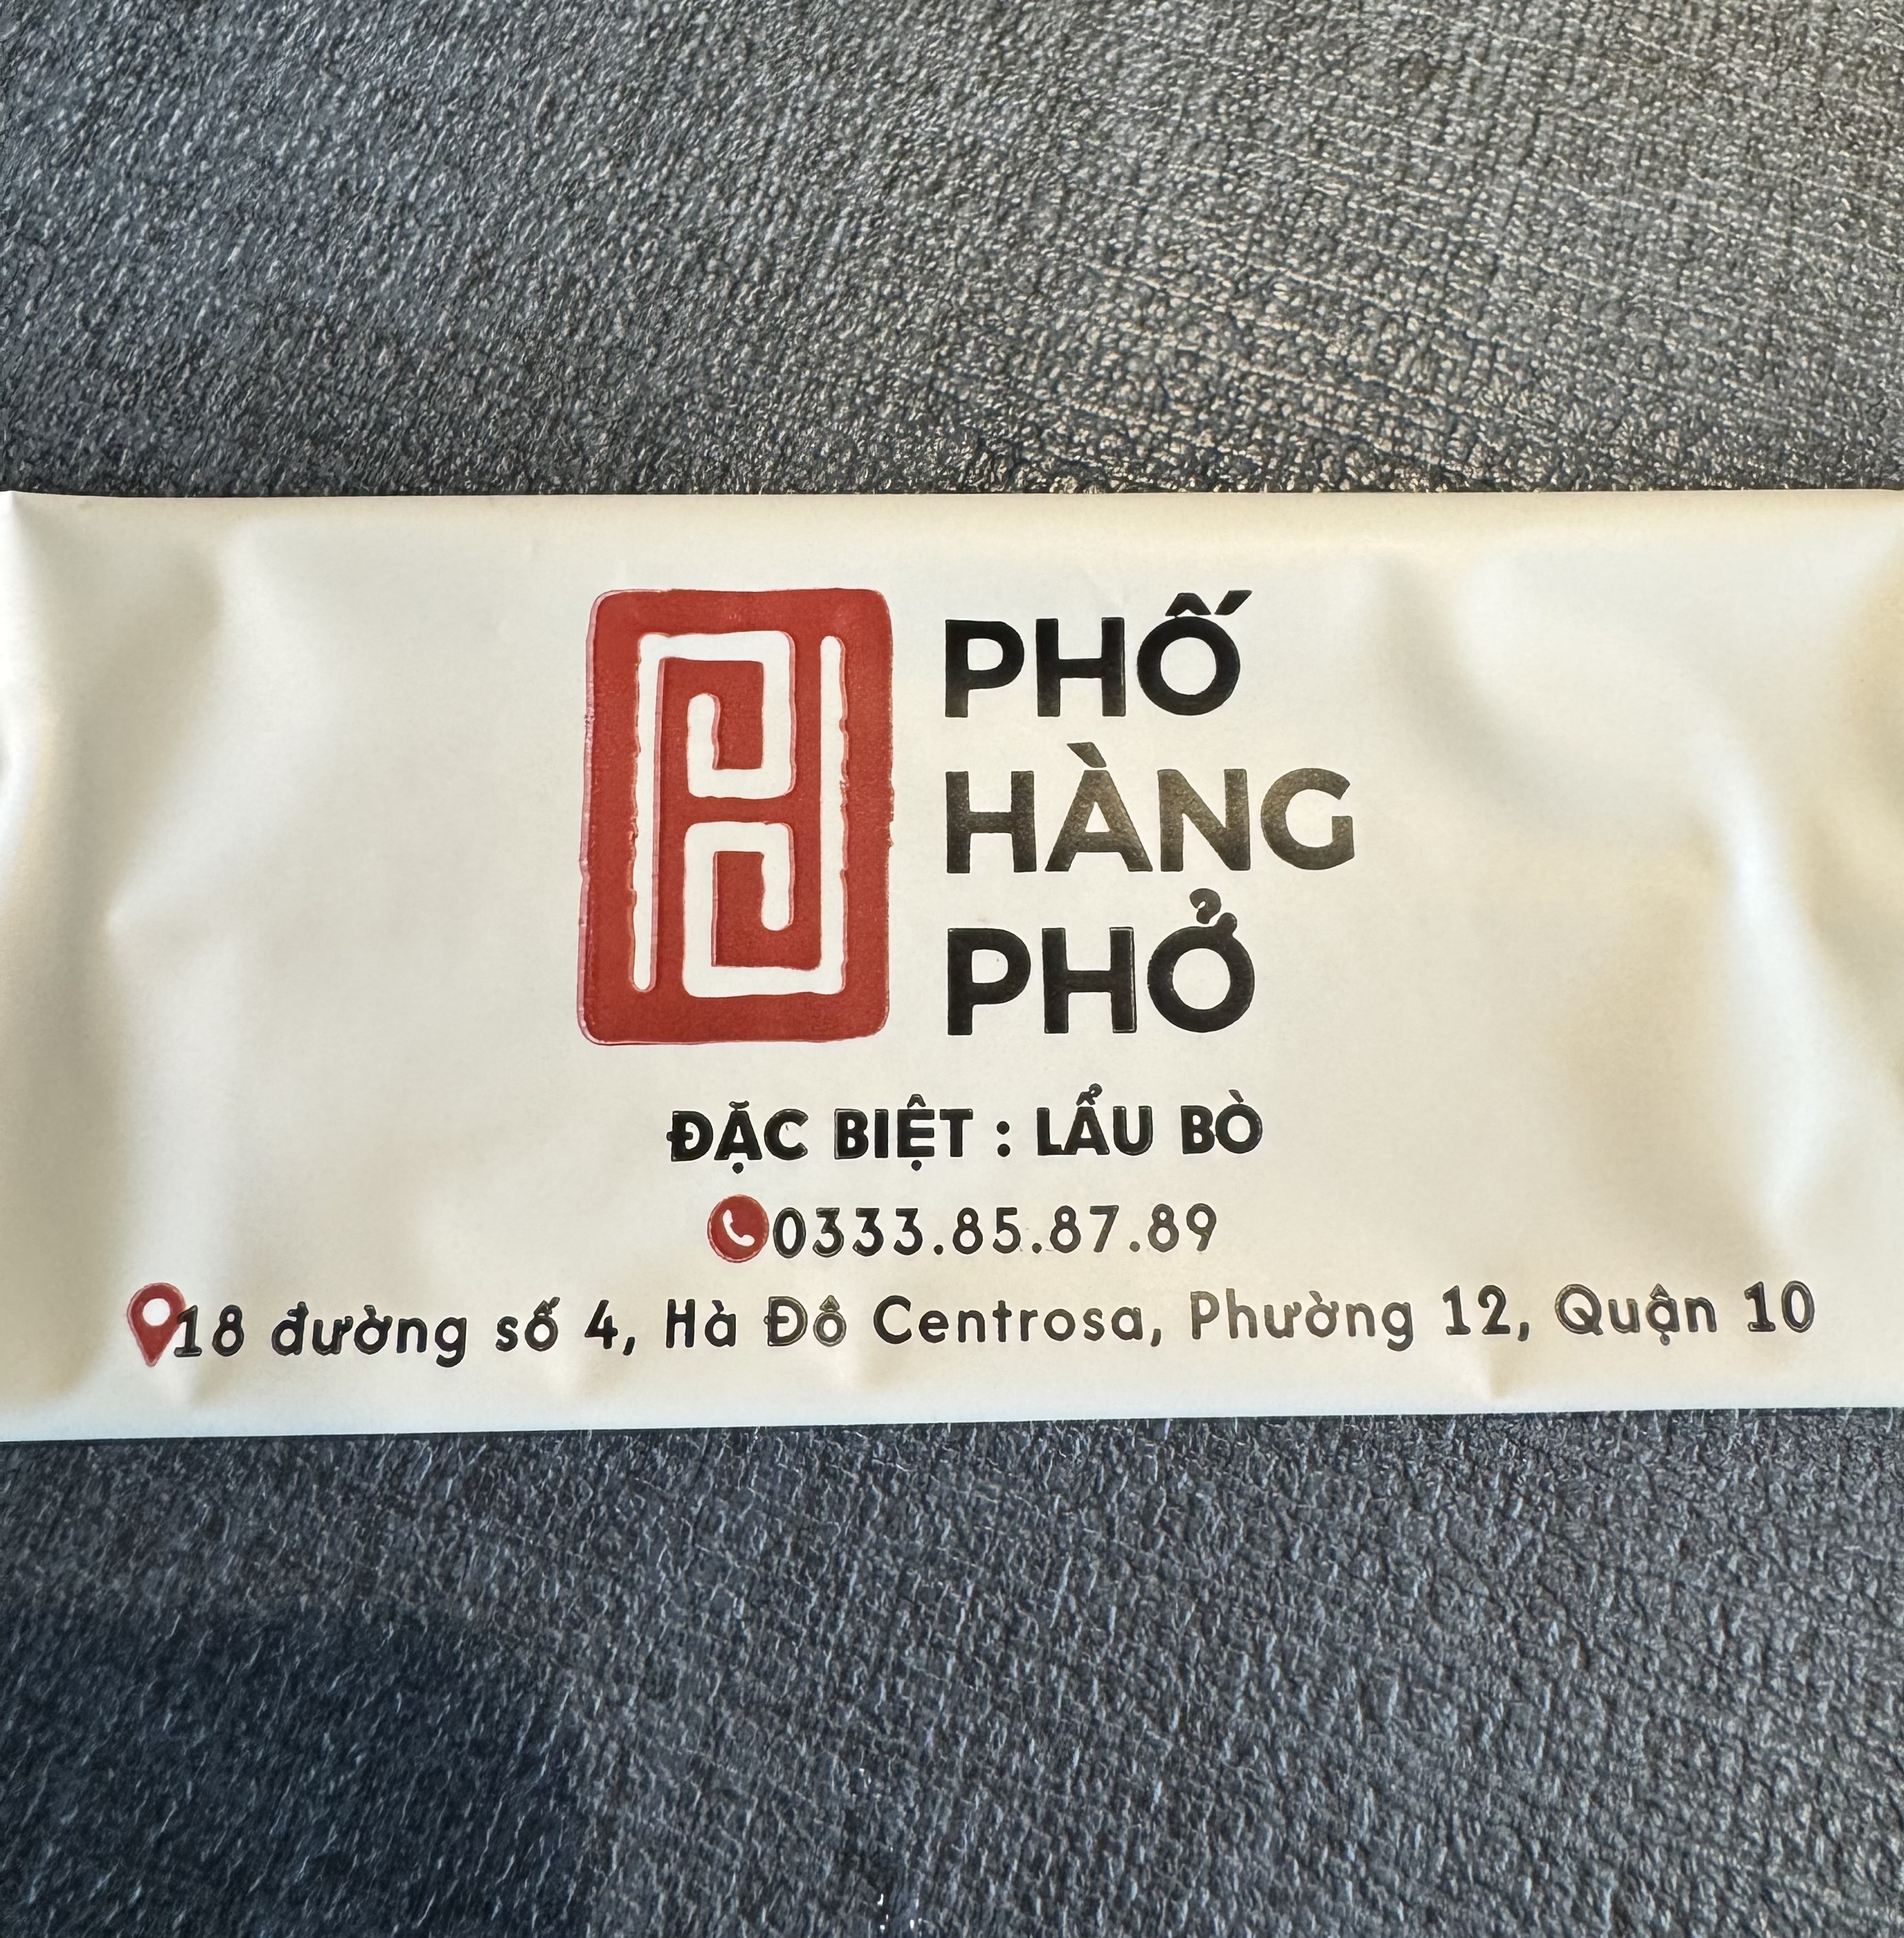 PHỐ
HÀNG
PHỞ
ĐẶC BIỆT : LẨU BÒ
0333.85.87.89
18 đường số 4, Hà Đô Centrosa, Phường 12, Quận 10